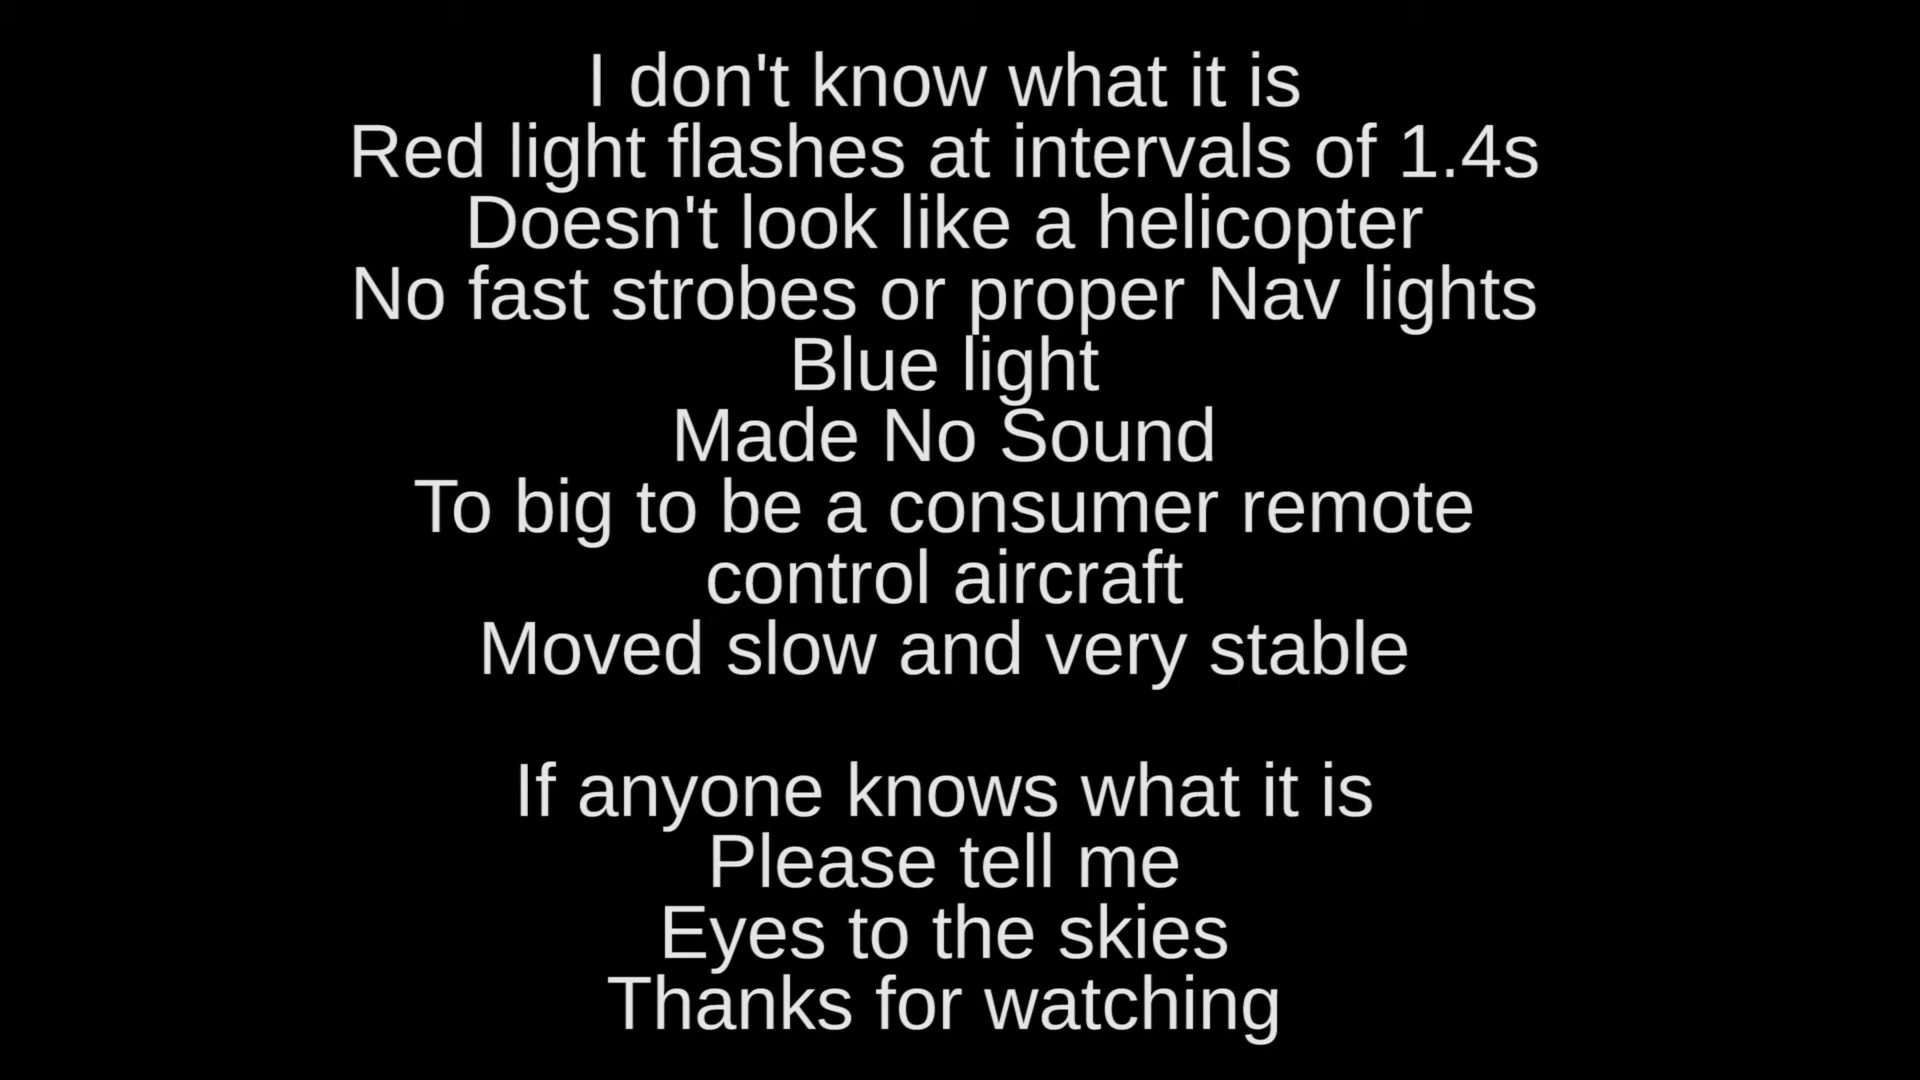 I don't know what it is
Red light flashes at intervals of 1.4s
Doesn't look like a helicopter
No fast strobes or proper Nav lights
Blue light
Made No Sound
To big to be a consumer remote
control aircraft
Moved slow and very stable
If anyone knows what it is
Please tell me
Eyes to the skies
Thanks for watching